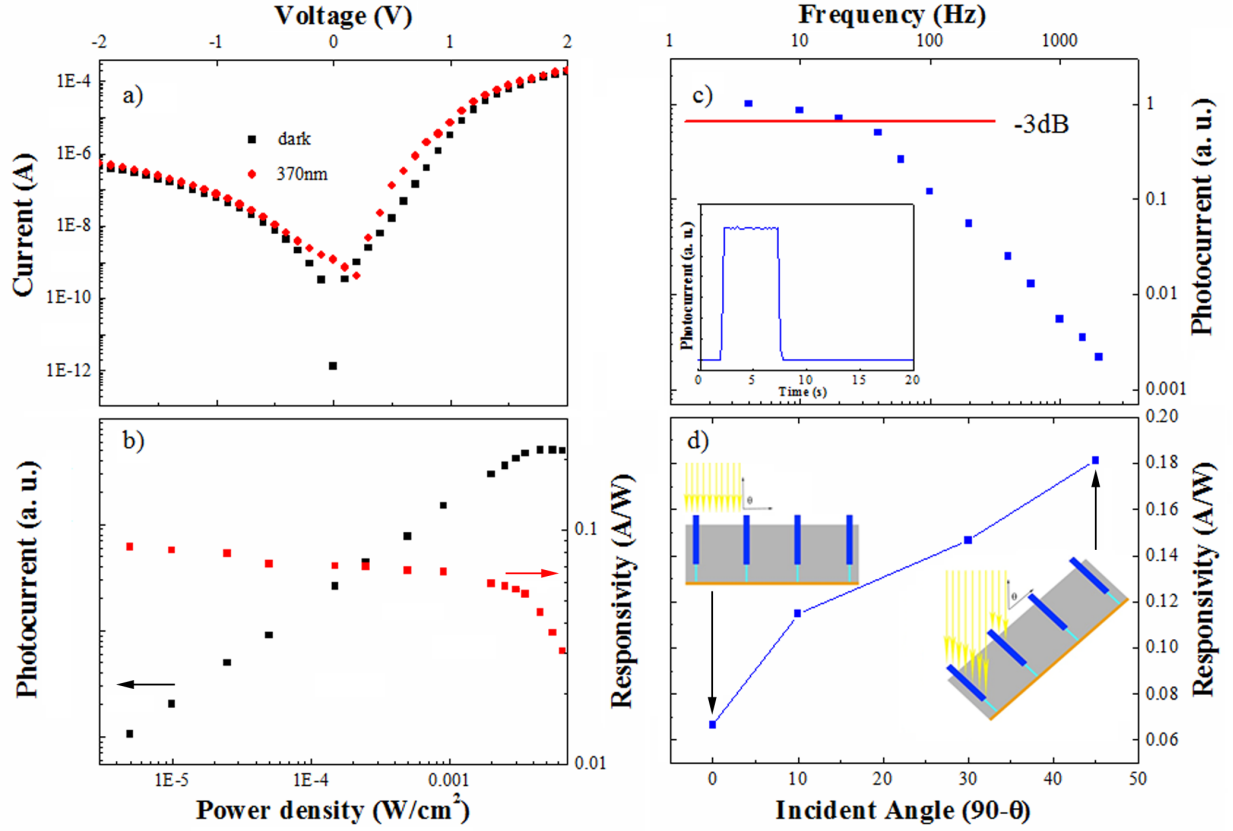 Voltage (V)
-2 -1 0 1 2
a)
dark
370nm
1E-4
1E-6
1E-8
1E-10
1E-12
Current (A)
Frequency (Hz)
1 10 100 1000
c)
-3dB
1
0.1
0.01
0.001
Photocurrent (a. u.)
Photocurrent (a. u.)
0 5 10 15 20
Time (s)
b)
Photocurrent (a. u.)
0.1
0.01
Responsivity (A/W)
1E-5 1E-4 0.001
Power density (W/cm²)
d)
θ
θ
0.20
0.18
0.16
0.14
0.12
0.10
0.08
0.06
Responsivity (A/W)
0 10 20 30 40 50
Incident Angle (90-θ)